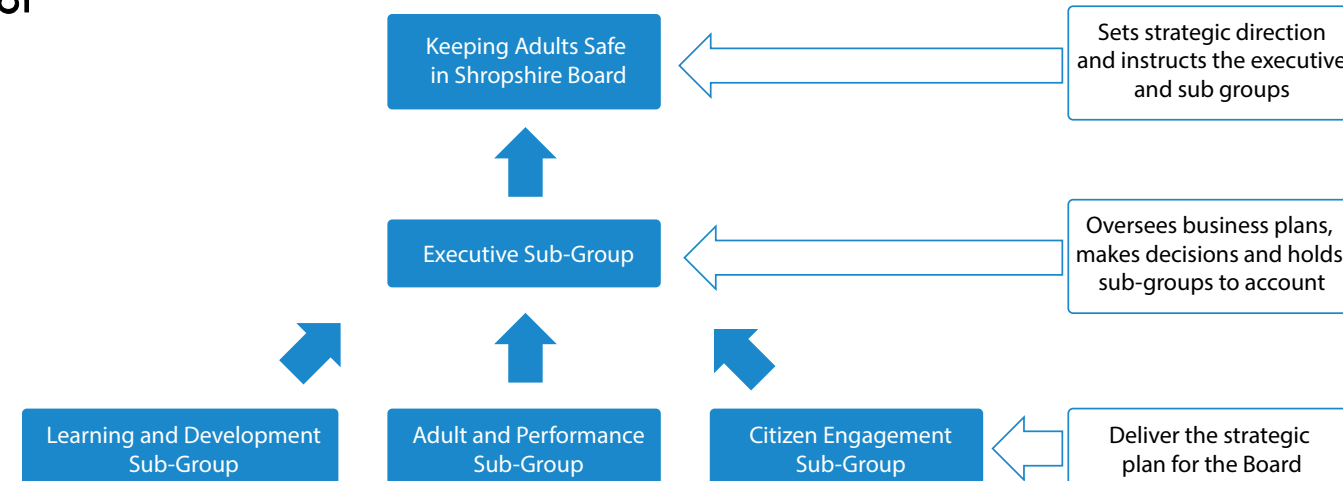 Keeping Adults Safe
in Shropshire Board
Sets strategic direction
and instructs the executive
and sub groups
Executive Sub-Group
Oversees business plans,
makes decisions and holds
sub-groups to account
Learning and Development
Sub-Group
Adult and Performance
Sub-Group
Citizen Engagement
Sub-Group
Deliver the strategic
plan for the Board